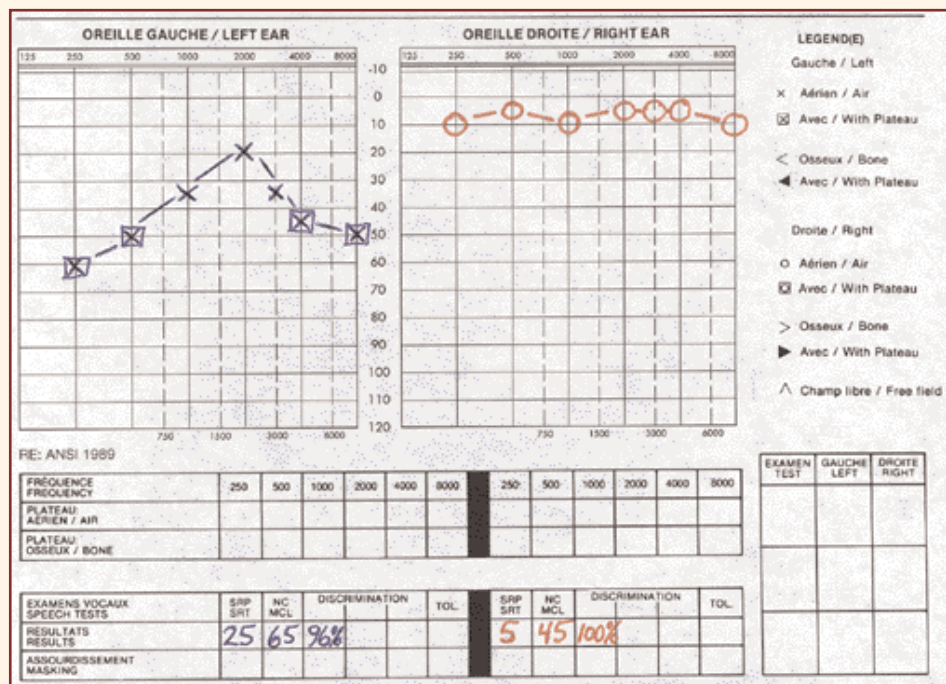 OREILLE GAUCHE / LEFT EAR
125 250 500 1000 2000 4000 8000
OREILLE DROITE / RIGHT EAR
125 250 500 1000 2000 4000 8000
-10
0
10
20
30
40
50
60
70
80
90
100
110
120
750 1500 3000 6000
750 1500 3000 6000
LEGEND(E)
Gauche / Left
× Aérien / Air
Avec / With Plateau
< Osseux / Bone
◀ Avec / With Plateau
Droite / Right
O Aérien / Air
Avec / With Plateau
> Osseux / Bone
▶ Avec / With Plateau
∧ Champ libre / Free field
RE: ANSI 1989
FRÉQUENCE
FREQUENCY
250 500 1000 2000 4000 8000 250 500 1000 2000 4000 8000
PLATEAU:
AÉRIEN / AIR
PLATEAU:
OSSEUX / BONE
EXAMEN
TEST
GAUCHE
LEFT
DROITE
RIGHT
EXAMENS VOCAUX
SPEECH TESTS
SRP
SRT
NC
MCL
DISCRIMINATION
TOL.
SRP
SRT
NC
MCL
DISCRIMINATION
TOL.
RÉSULTATS
RESULTS
25 65 96% 5 45 100%
ASSOURDISSEMENT
MASKING